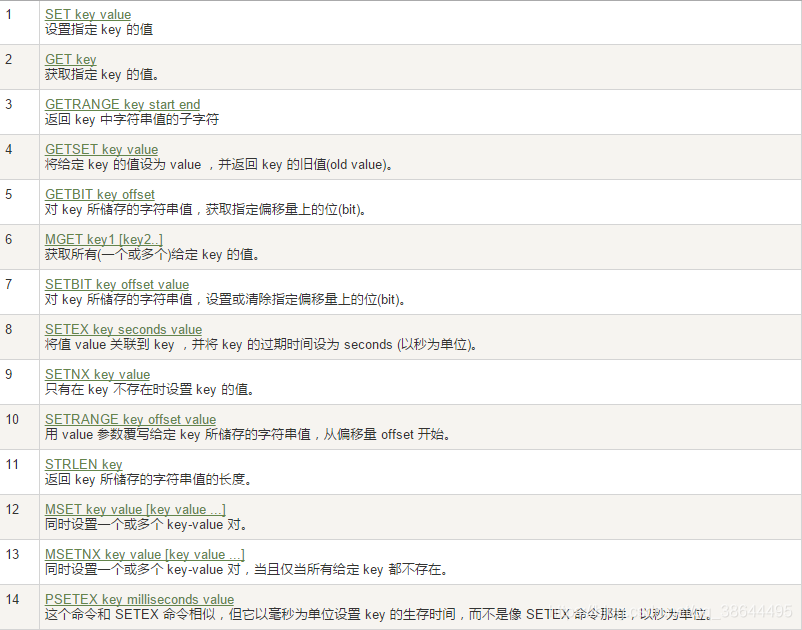 1
SET key value
设置指定 key 的值
2
GET key
获取指定 key 的值。
3
GETRANGE key start end
返回 key 中字符串值的子字符
4
GETSET key value
将给定 key 的值设为 value ，并返回 key 的旧值(old value)。
5
GETBIT key offset
对 key 所储存的字符串值，获取指定偏移量上的位(bit)。
6
MGET key1 [key2..]
获取所有(一个或多个)给定 key 的值。
7
SETBIT key offset value
对 key 所储存的字符串值，设置或清除指定偏移量上的位(bit)。
8
SETEX key seconds value
将值 value 关联到 key ，并将 key 的过期时间设为 seconds (以秒为单位)。
9
SETNX key value
只有在 key 不存在时设置 key 的值。
10
SETRANGE key offset value
用 value 参数覆写给定 key 所储存的字符串值，从偏移量 offset 开始。
11
STRLEN key
返回 key 所储存的字符串值的长度。
12
MSET key value [key value ...]
同时设置一个或多个 key-value 对。
13
MSETNX key value [key value ...]
同时设置一个或多个 key-value 对，当且仅当所有给定 key 都不存在。
14
PSETEX key milliseconds value
这个命令和 SETEX 命令相似，但它以毫秒为单位设置 key 的生存时间，而不是像 SETEX 命令那样，以秒为单位。
38644495